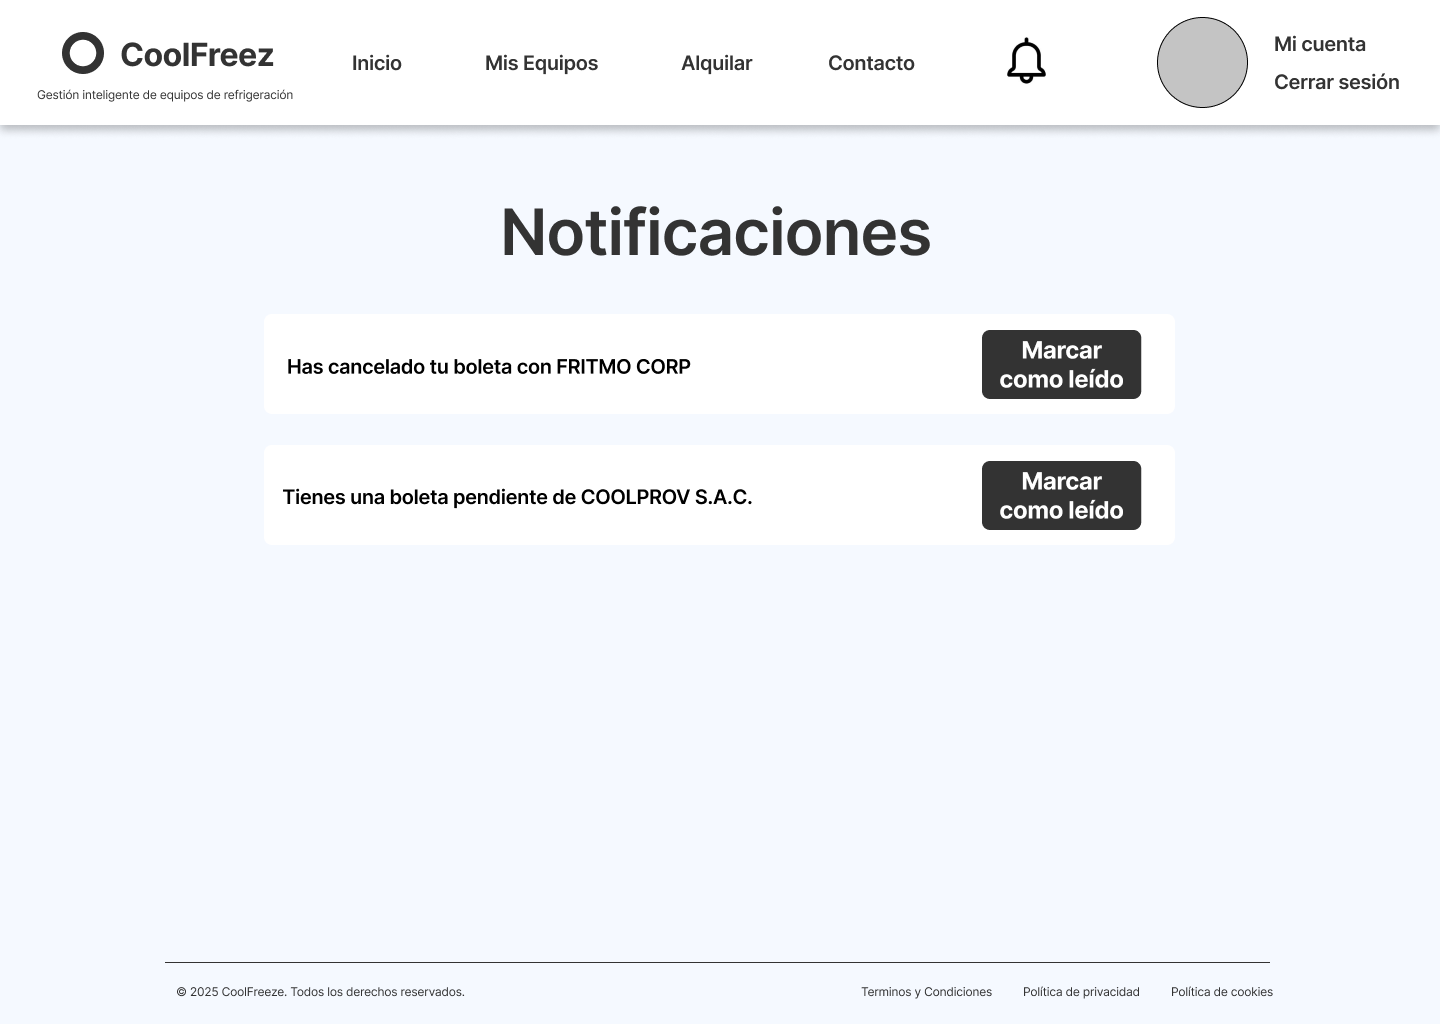 CoolFreez
Gestión inteligente de equipos de refrigeración
Inicio
Mis Equipos
Alquilar
Contacto
Mi cuenta
Cerrar sesión
Notificaciones
Has cancelado tu boleta con FRITMO CORP
Marcar
como leído
Tienes una boleta pendiente de COOLPROV S.A.C.
Marcar
como leído
© 2025 CoolFreeze. Todos los derechos reservados.
Terminos y Condiciones
Política de privacidad
Política de cookies